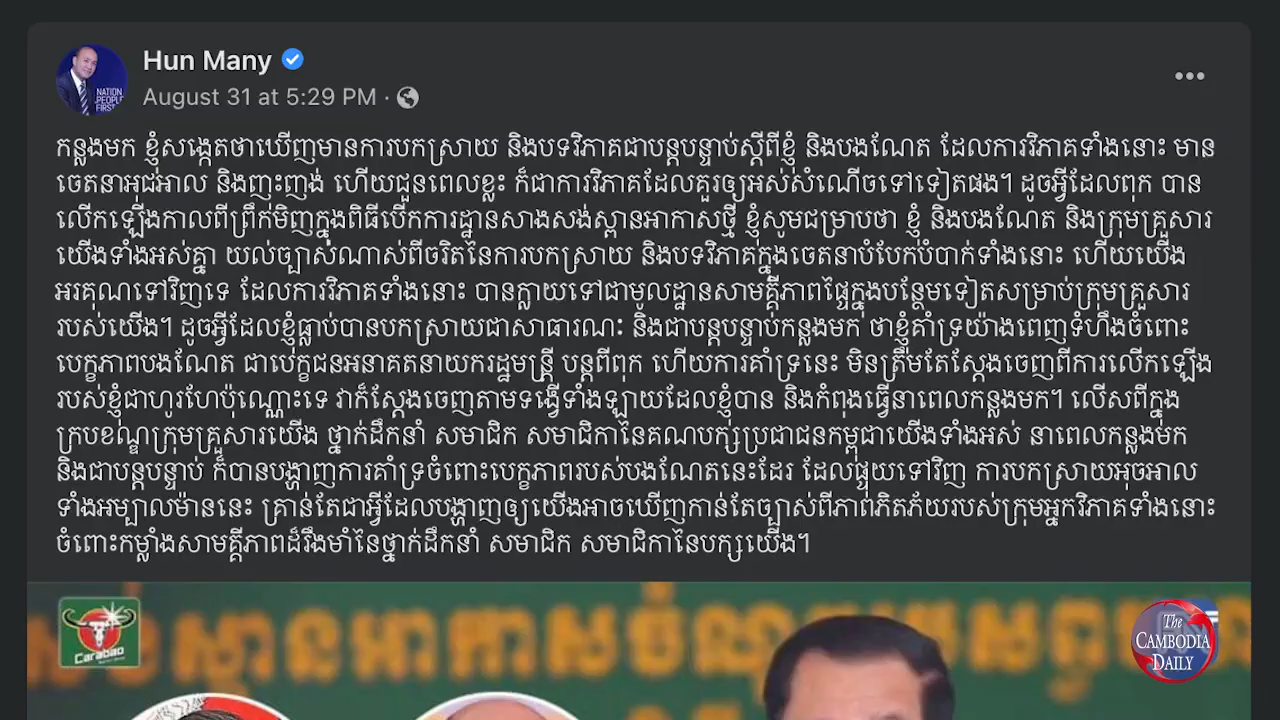 Hun Many
August 31 at 5:29 PM ·
NATION
PEOPLE
FIRST
កន្លងមក ខ្ញុំសង្កេតថាឃើញមានការបកស្រាយ និងបទវិភាគជាបន្តបន្ទាប់ស្តីពីខ្ញុំ និងបងណែត ដែលការវិភាគទាំងនោះ មាន
ចេតនាអុជអាល និងញុះញង់ ហើយជួនពេលខ្លះ ក៏ជាការវិភាគដែលគួរឲ្យអស់សំណើចទៅទៀតផង។ ដូចអ្វីដែលពុក បាន
លើកឡើងកាលពីព្រឹកមិញក្នុងពិធីបើកការដ្ឋានសាងសង់ស្ពានអាកាសថ្មី ខ្ញុំសូមជម្រាបថា ខ្ញុំ និងបងណែត និងក្រុមគ្រួសារ
យើងទាំងអស់គ្នា យល់ច្បាស់ណាស់ពីចរិតនៃការបកស្រាយ និងបទវិភាគក្នុងចេតនាបំបែកបំបាក់ទាំងនោះ ហើយយើង
អរគុណទៅវិញទេ ដែលការវិភាគទាំងនោះ បានក្លាយទៅជាមូលដ្ឋានសាមគ្គីភាពផ្ទៃក្នុងបន្ថែមទៀតសម្រាប់ក្រុមគ្រួសារ
របស់យើង។ ដូចអ្វីដែលខ្ញុំធ្លាប់បានបកស្រាយជាសាធារណៈ និងជាបន្តបន្ទាប់កន្លងមក ថាខ្ញុំគាំទ្រយ៉ាងពេញទំហឹងចំពោះ
បេក្ខភាពបងណែត ជាបេក្ខជនអនាគតនាយករដ្ឋមន្ត្រី បន្តពីពុក ហើយការគាំទ្រនេះ មិនត្រឹមតែស្តែងចេញពីការលើកឡើង
របស់ខ្ញុំជាហូរហែប៉ុណ្ណោះទេ វាក៏ស្តែងចេញតាមទង្វើទាំងឡាយដែលខ្ញុំបាន និងកំពុងធ្វើនាពេលកន្លងមក។ លើសពីក្នុង
ក្របខណ្ឌក្រុមគ្រួសារយើង ថ្នាក់ដឹកនាំ សមាជិក សមាជិកានៃគណបក្សប្រជាជនកម្ពុជាយើងទាំងអស់ នាពេលកន្លងមក
និងជាបន្តបន្ទាប់ ក៏បានបង្ហាញការគាំទ្រចំពោះបេក្ខភាពរបស់បងណែតនេះដែរ ដែលផ្ទុយទៅវិញ ការបកស្រាយអុចអាល
ទាំងអម្បាលម៉ាននេះ គ្រាន់តែជាអ្វីដែលបង្ហាញឲ្យយើងអាចឃើញកាន់តែច្បាស់ពីភាពភិតភ័យរបស់ក្រុមអ្នកវិភាគទាំងនោះ
ចំពោះកម្លាំងសាមគ្គីភាពដ៏រឹងមាំនៃថ្នាក់ដឹកនាំ សមាជិក សមាជិកានៃបក្សយើង។
Carabao
The
CAMBODIA
DAILY